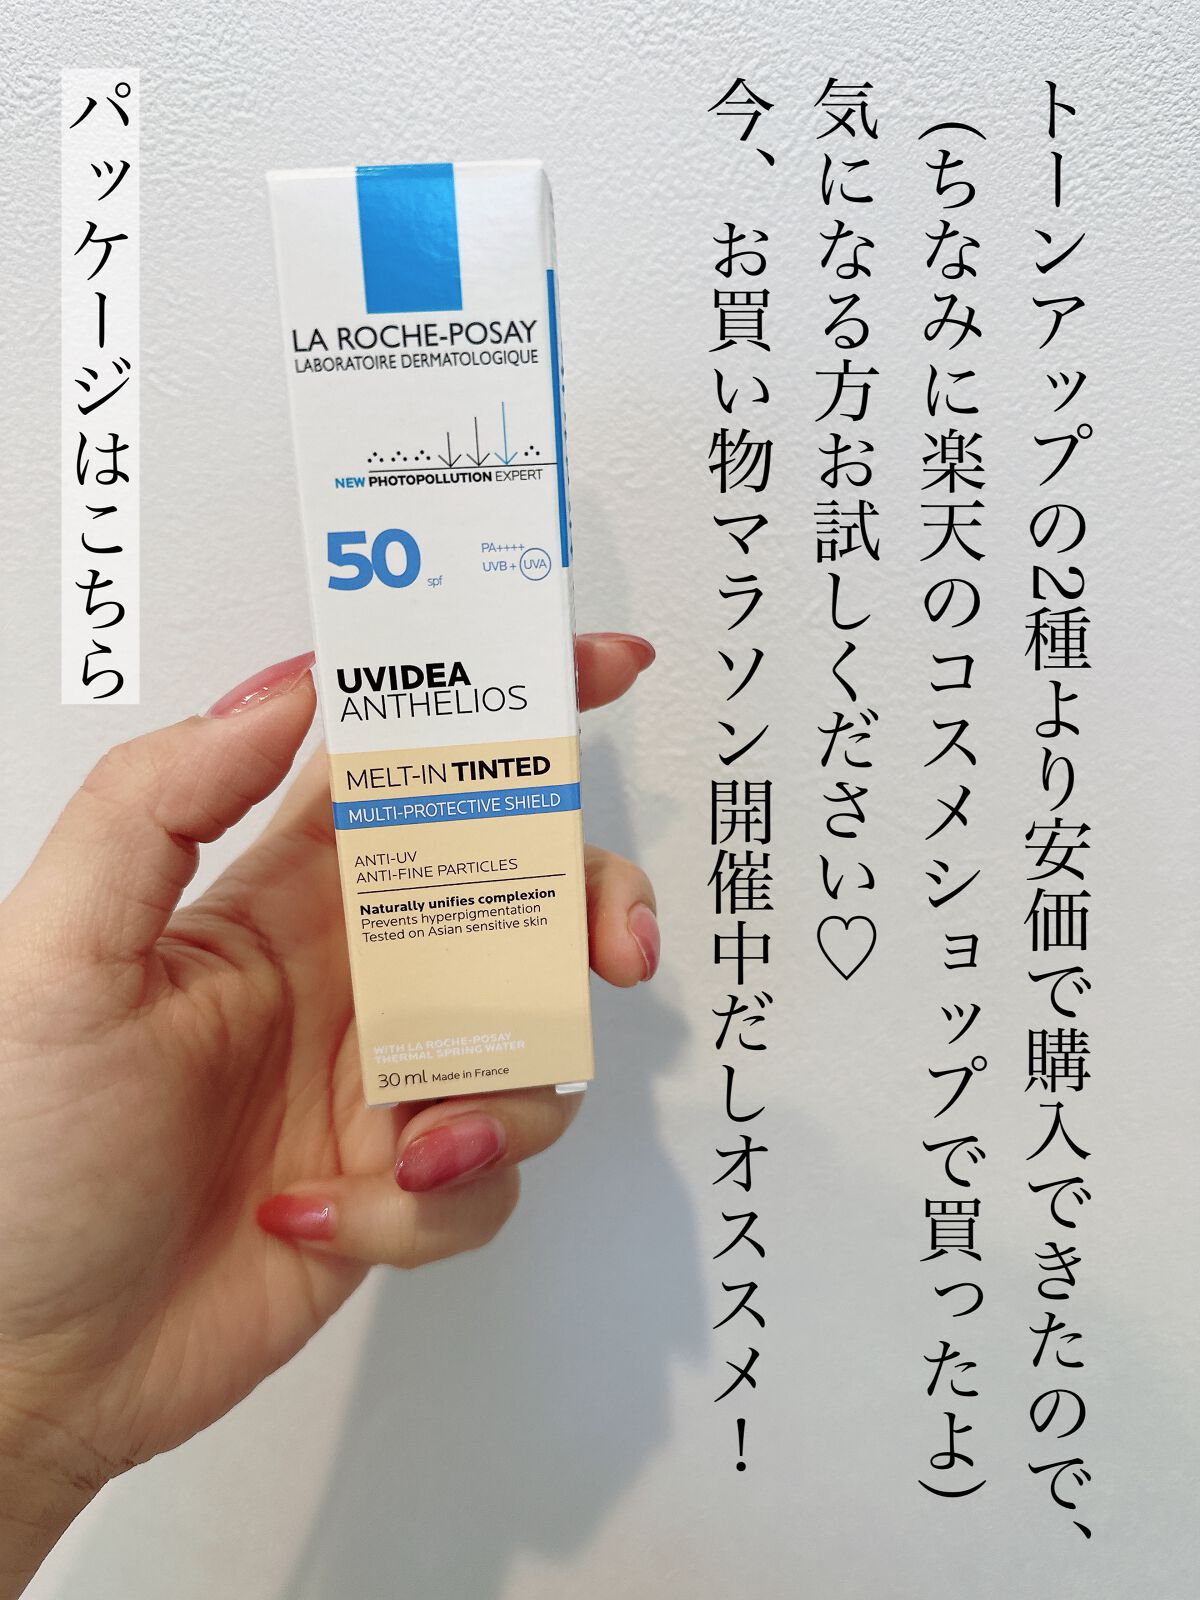 トーンアップの2種より安価で購入できたので、
(ちなみに楽天のコスメショップで買ったよ)
気になる方お試しください♡
今、お買い物マラソン開催中だしオススメ！
パッケージはこちら
LA ROCHE-POSAY
LABORATOIRE DERMATOLOGIQUE
NEW PHOTOPOLLUTION EXPERT
50 spf
PA++++
UVB + UVA
UVIDEA
ANTHELIOS
MELT-IN TINTED
MULTI-PROTECTIVE SHIELD
ANTI-UV
ANTI-FINE PARTICLES
Naturally unifies complexion
Prevents hyperpigmentation
Tested on Asian sensitive skin
WITH LA ROCHE-POSAY
THERMAL SPRING WATER
30 ml Made in France